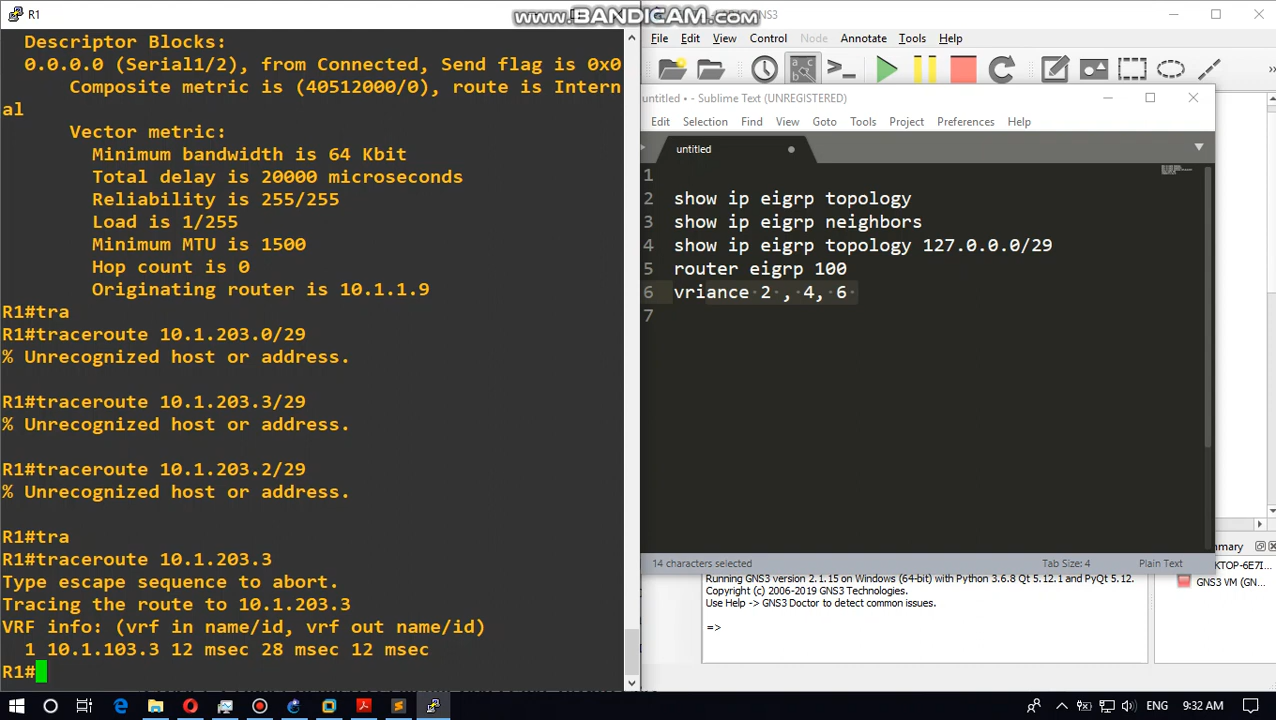 R1
www.BANDICAM.com
GNS3
Descriptor Blocks:
0.0.0.0 (Serial1/2), from Connected, Send flag is 0x0
Composite metric is (40512000/0), route is Intern
al
Vector metric:
Minimum bandwidth is 64 Kbit
Total delay is 20000 microseconds
Reliability is 255/255
Load is 1/255
Minimum MTU is 1500
Hop count is 0
Originating router is 10.1.1.9
R1#tra
R1#traceroute 10.1.203.0/29
% Unrecognized host or address.
R1#traceroute 10.1.203.3/29
% Unrecognized host or address.
R1#traceroute 10.1.203.2/29
% Unrecognized host or address.
R1#tra
R1#traceroute 10.1.203.3
Type escape sequence to abort.
Tracing the route to 10.1.203.3
VRF info: (vrf in name/id, vrf out name/id)
1 10.1.103.3 12 msec 28 msec 12 msec
R1#
File Edit View Control Node Annotate Tools Help
untitled • - Sublime Text (UNREGISTERED)
Edit Selection Find View Goto Tools Project Preferences Help
untitled
1
2 show ip eigrp topology
3 show ip eigrp neighbors
4 show ip eigrp topology 127.0.0.0/29
5 router eigrp 100
6 vriance 2 , 4, 6
7
14 characters selected Tab Size: 4 Plain Text
Running GNS3 version 2.1.15 on Windows (64-bit) with Python 3.6.8 Qt 5.12.1 and PyQt 5.12.
Copyright (c) 2006-2019 GNS3 Technologies.
Use Help -> GNS3 Doctor to detect common issues.
=>
mmary
KTOP-6E7I...
GNS3 VM (GN...
ENG 9:32 AM